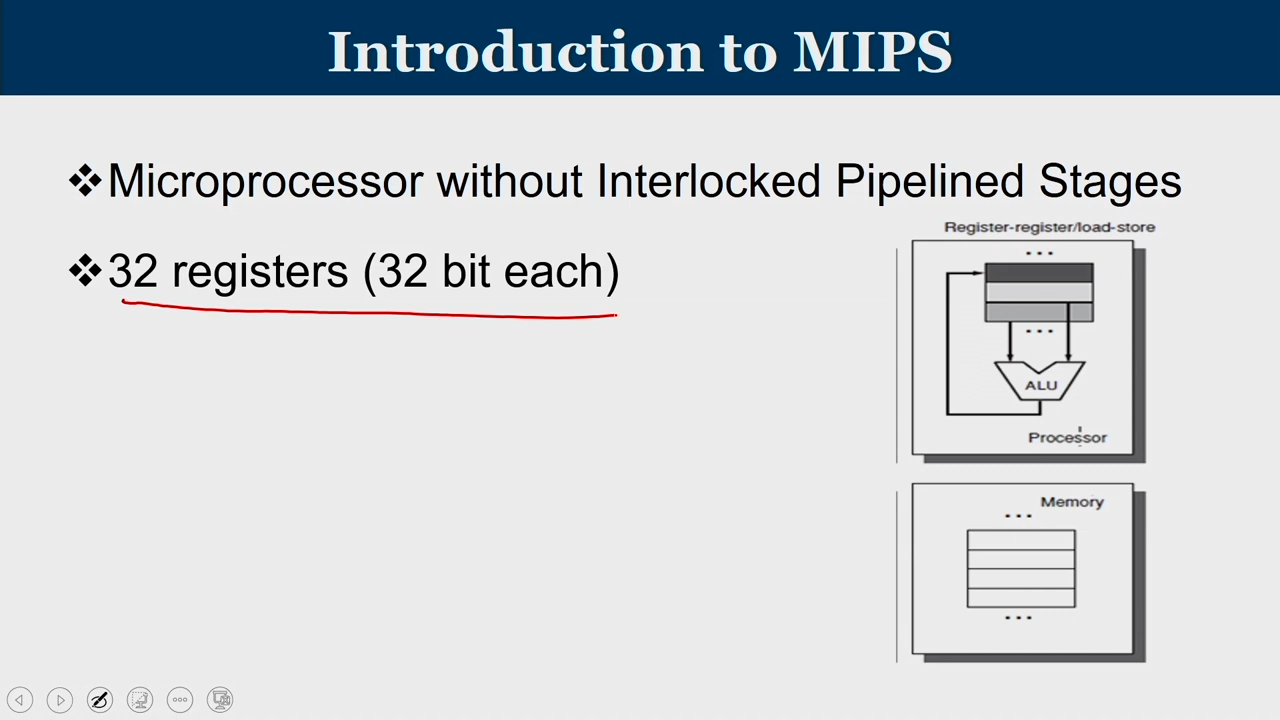 Introduction to MIPS
❖Microprocessor without Interlocked Pipelined Stages
❖32 registers (32 bit each)
Register-register/load-store
...
...
ALU
Processor
Memory
...
...